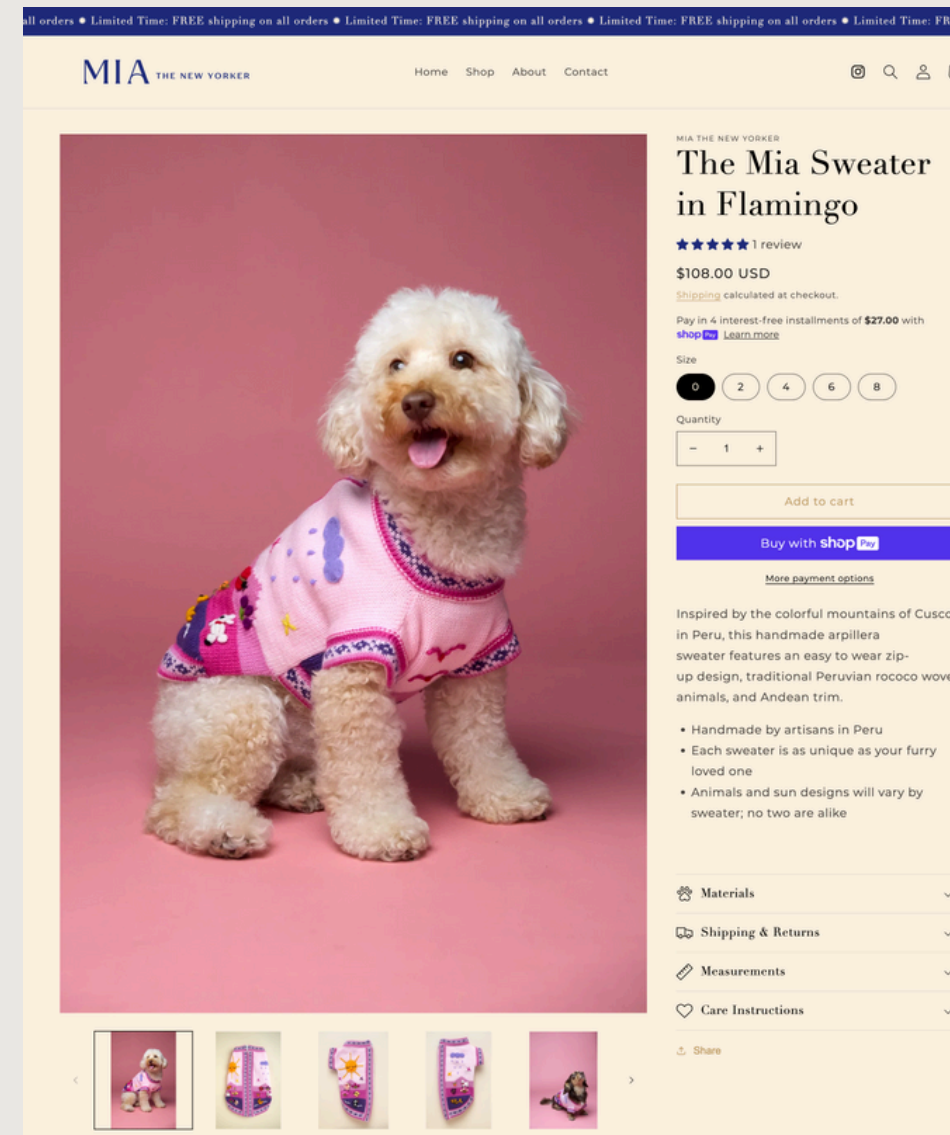 all orders ● Limited Time: FREE shipping on all orders ● Limited Time: FREE shipping on all orders ● Limited Time: FREE shipping on all orders ● Limited Time:
MIA THE NEW YORKER
Home Shop About Contact
MIA THE NEW YORKER
The Mia Sweater
in Flamingo
★★★★★ 1 review
$108.00 USD
Shipping calculated at checkout.
Pay in 4 interest-free installments of $27.00 with
shop Pay Learn more
Size
0 2 4 6 8
Quantity
− 1 +
Add to cart
Buy with shop Pay
More payment options
Inspired by the colorful mountains of Cusco
in Peru, this handmade arpillera
sweater features an easy to wear zip-
up design, traditional Peruvian rococo
animals, and Andean trim.
• Handmade by artisans in Peru
• Each sweater is as unique as your furry
loved one
• Animals and sun designs will vary by
sweater; no two are alike
Materials
Shipping & Returns
Measurements
Care Instructions
Share